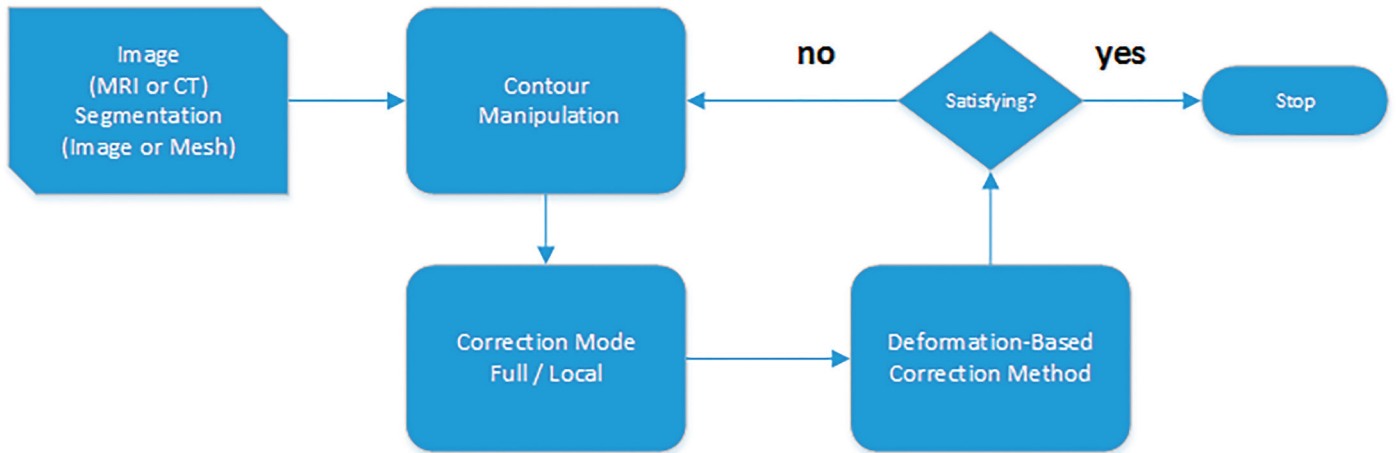 Image
(MRI or CT)
Segmentation
(Image or Mesh)
Contour
Manipulation
no
Satisfying?
yes
Stop
Correction Mode
Full / Local
Deformation-Based
Correction Method